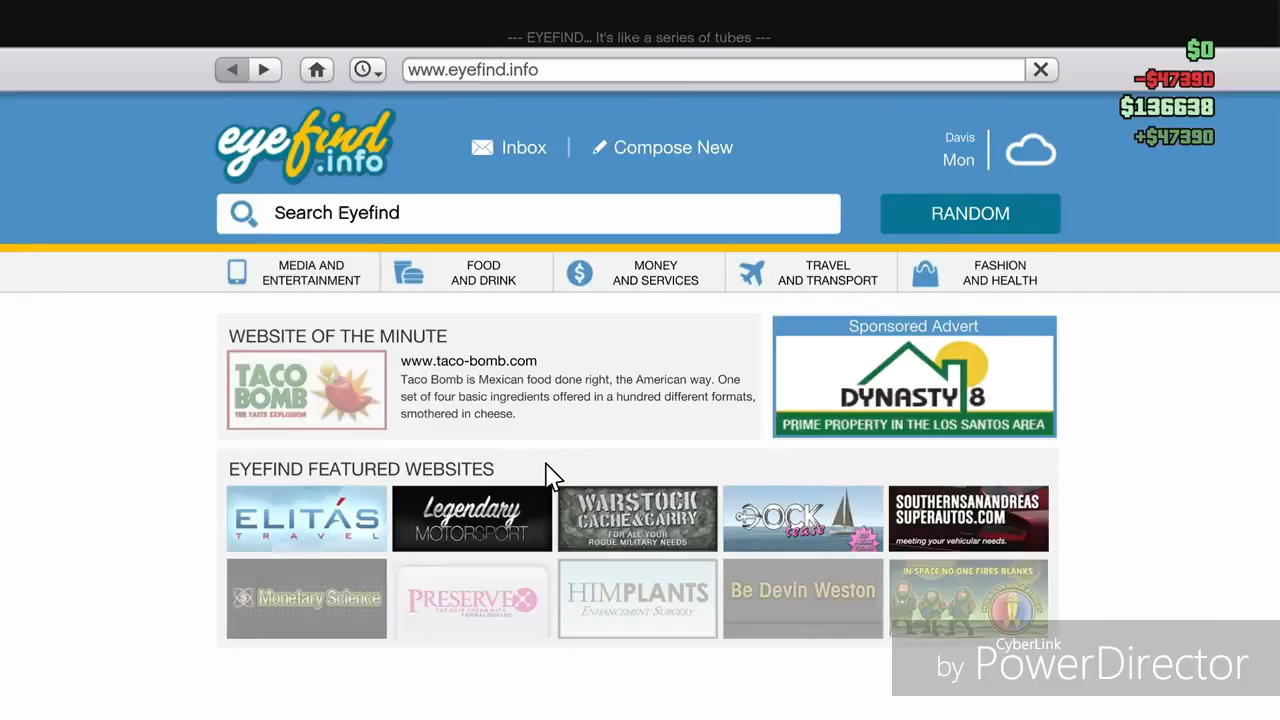 --- EYEFIND... It's like a series of tubes ---
www.eyefind.info
$0
-$47390
$136638
+$47390
eyefind
.info
Inbox
Compose New
Davis
Mon
Search Eyefind
RANDOM
MEDIA AND
ENTERTAINMENT
FOOD
AND DRINK
MONEY
AND SERVICES
TRAVEL
AND TRANSPORT
FASHION
AND HEALTH
WEBSITE OF THE MINUTE
TACO
BOMB
THE TASTE EXPLOSION
www.taco-bomb.com
Taco Bomb is Mexican food done right, the American way. One
set of four basic ingredients offered in a hundred different formats,
smothered in cheese.
Sponsored Advert
DYNASTY 8
PRIME PROPERTY IN THE LOS SANTOS AREA
EYEFIND FEATURED WEBSITES
ELITÁS
TRAVEL
Legendary
MOTORSPORT
WARSTOCK
CACHE&CARRY
FOR ALL YOUR
ROGUE MILITARY NEEDS
DOCK
tease
SOUTHERNSANANDREAS
SUPERAUTOS.COM
meeting your vehicular needs.
Monetary Science
PRESERVEX
THE SKIN CREAM WITH
FORMALDEHYDE
HIMPLANTS
ENHANCEMENT SURGERY
Be Devin Weston
IN SPACE NO-ONE FIRES BLANKS
CyberLink
by PowerDirector